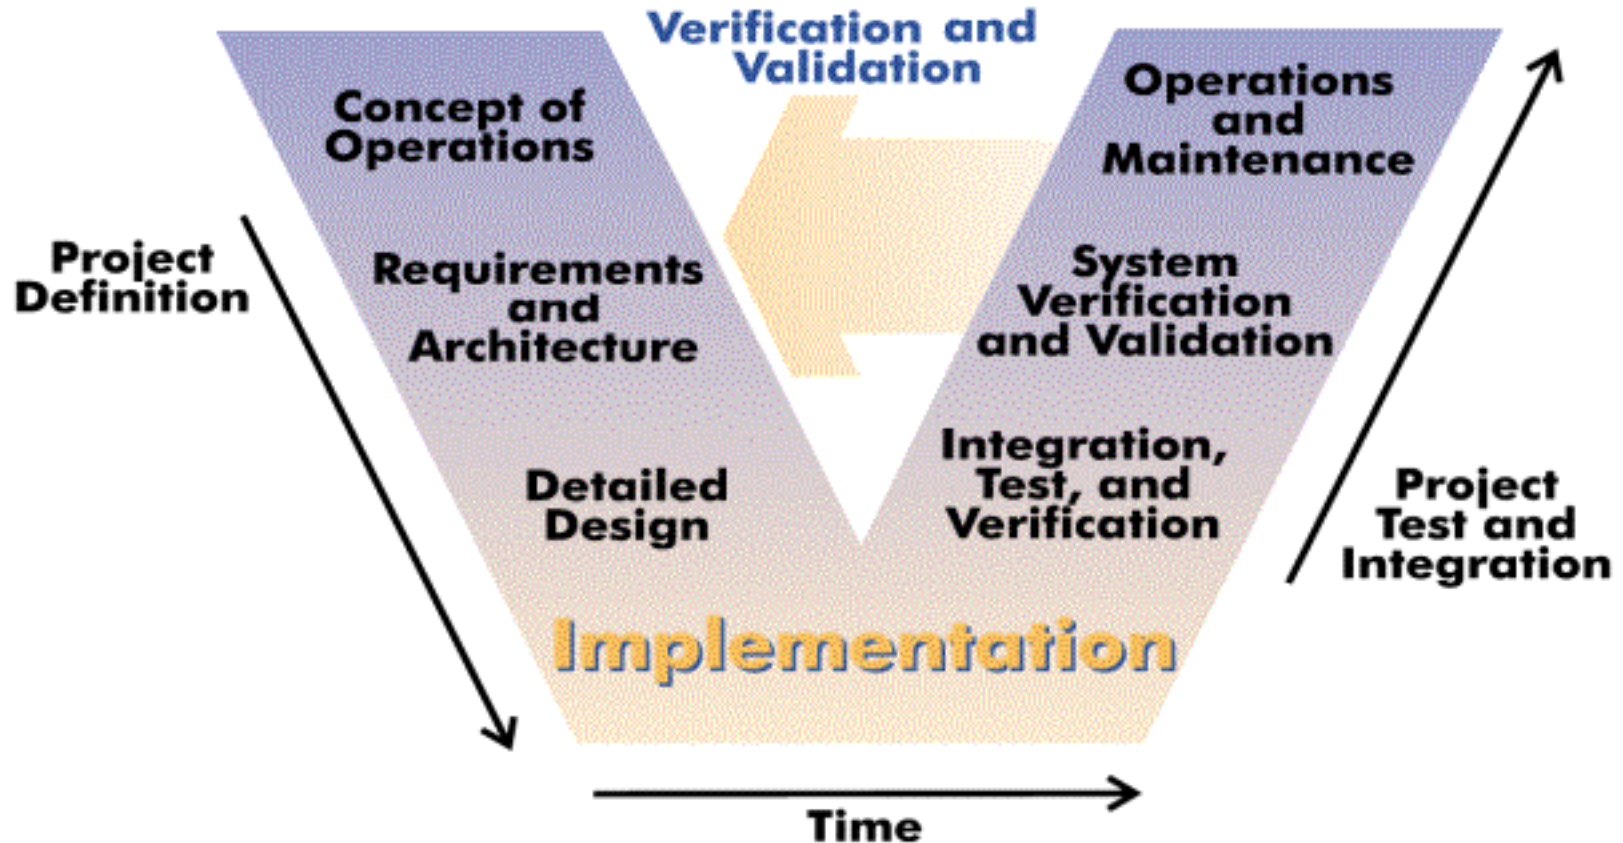 Verification and
Validation
Concept of
Operations
Operations
and
Maintenance
Project
Definition
Requirements
and
Architecture
System
Verification
and Validation
Detailed
Design
Integration,
Test, and
Verification
Project
Test and
Integration
Implementation
Time